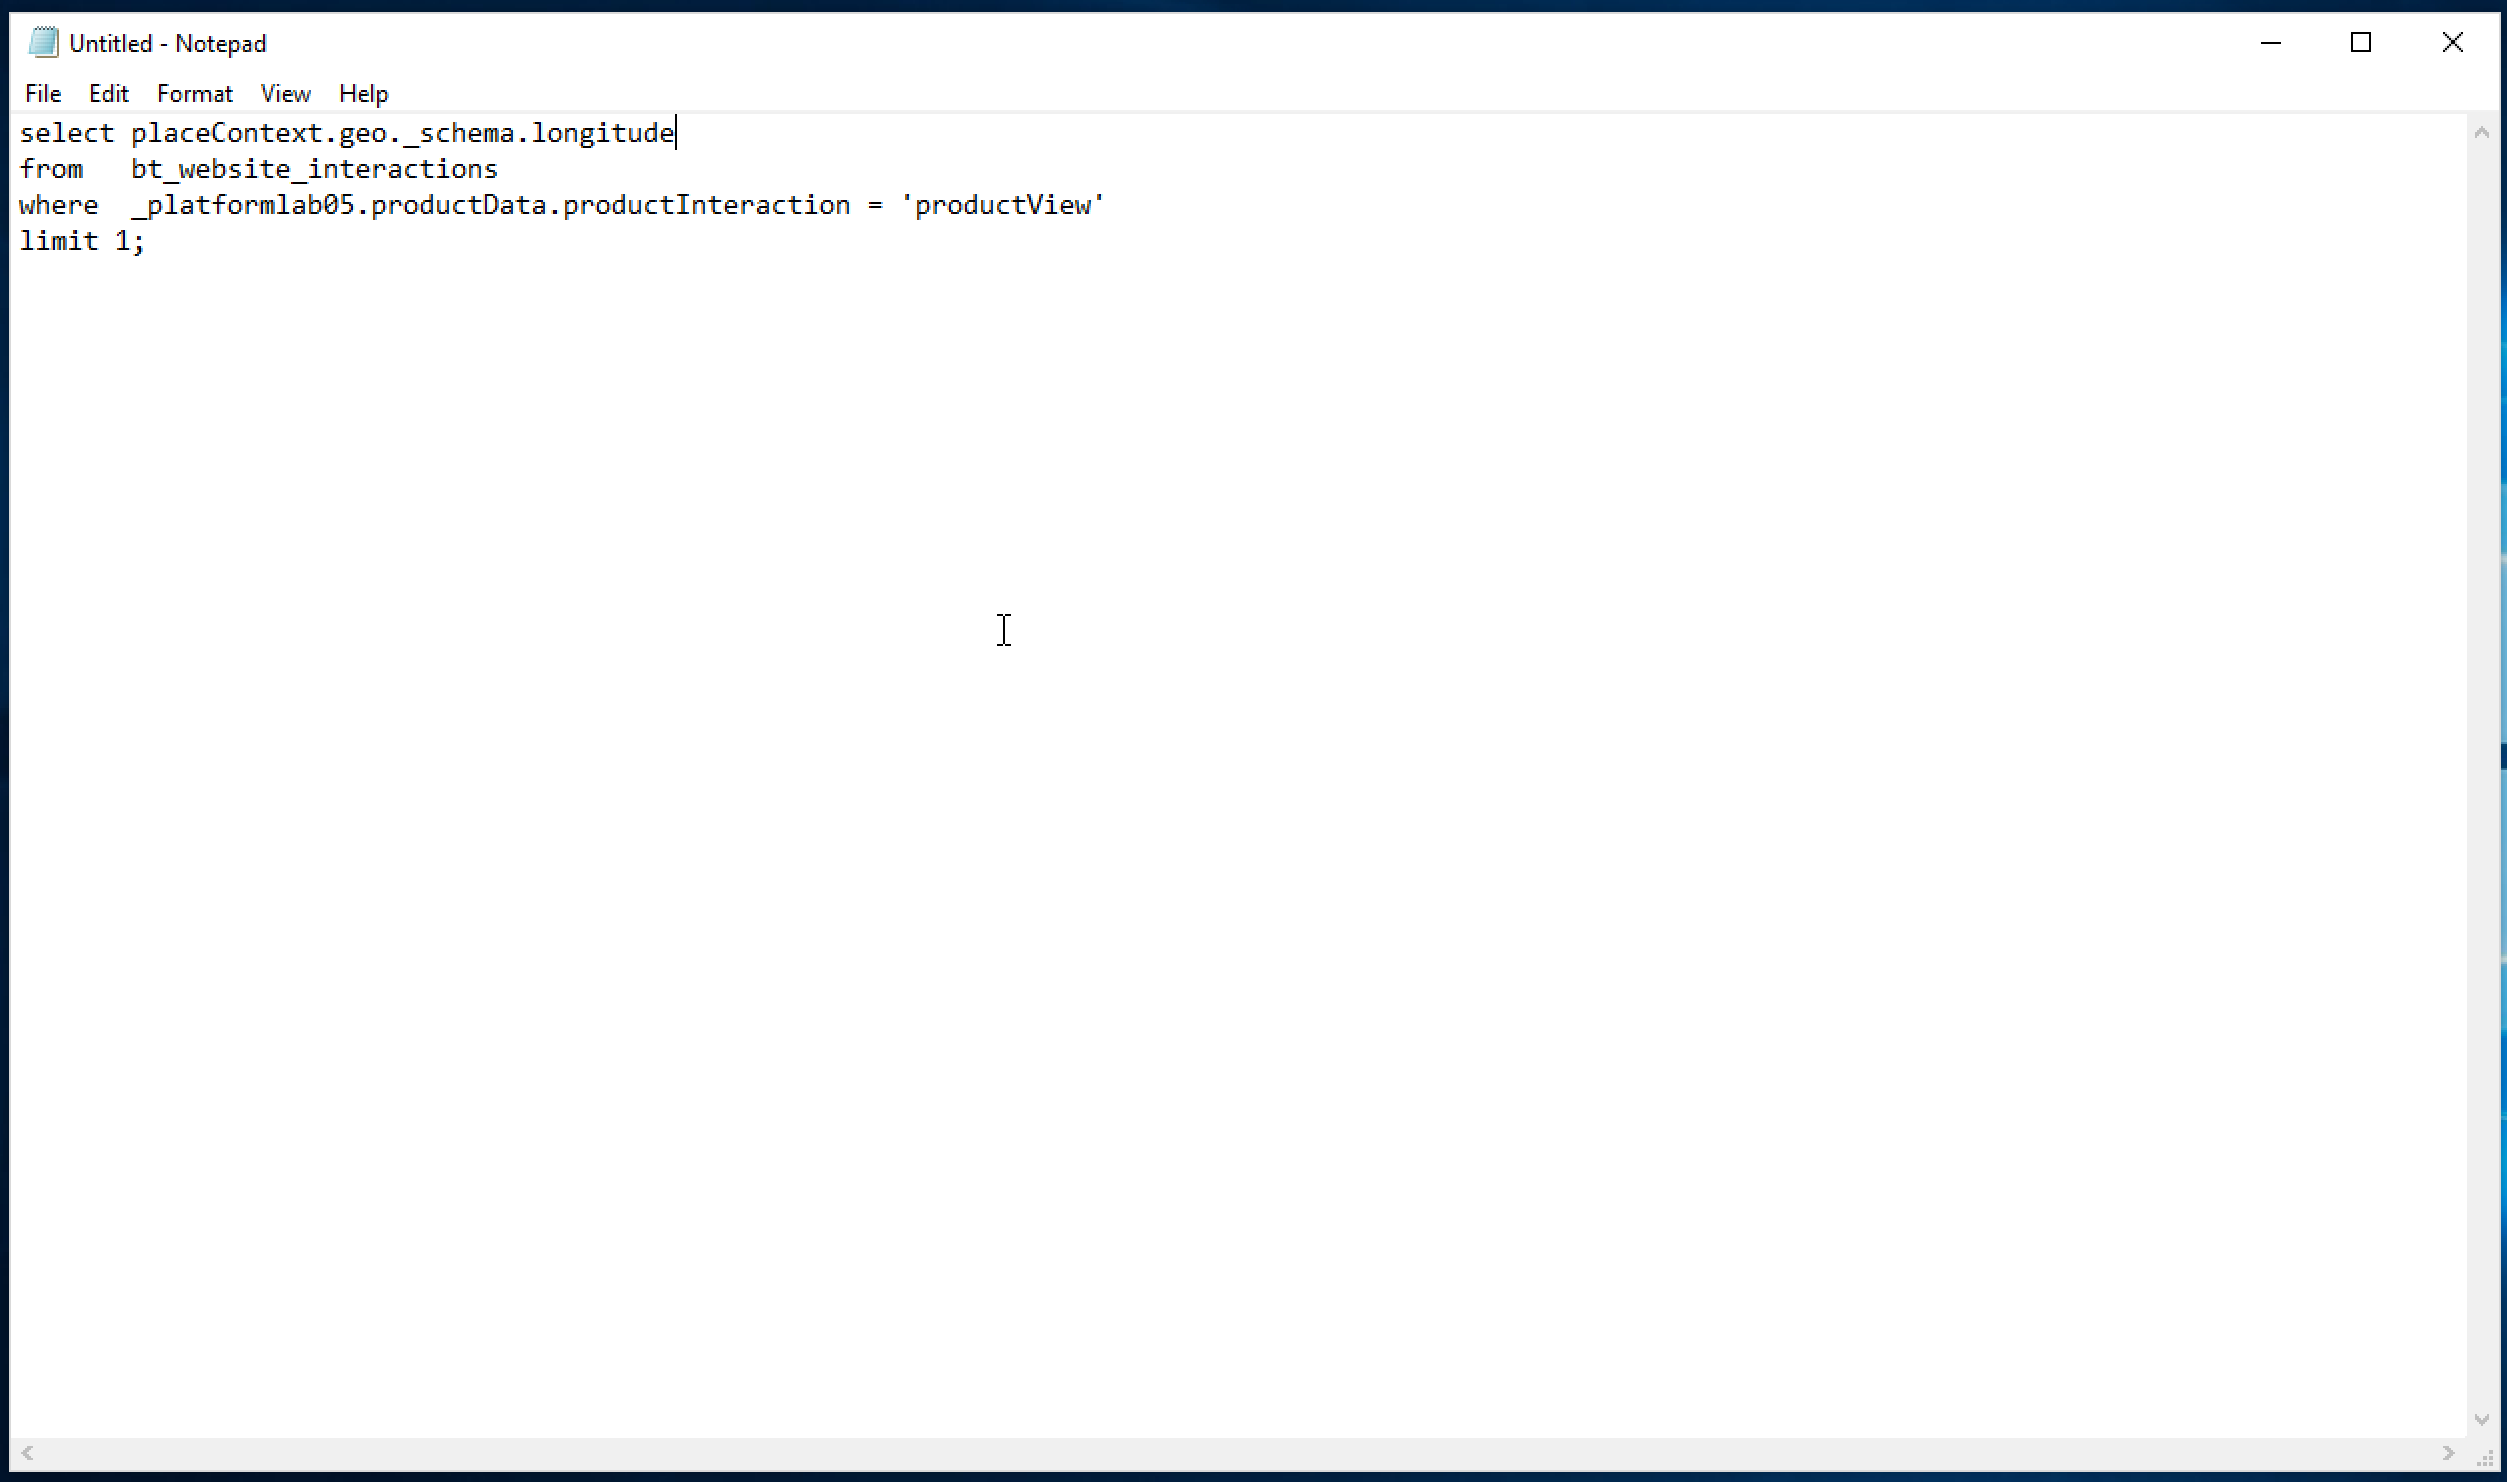 Untitled - Notepad
File Edit Format View Help
select placeContext.geo._schema.longitude
from   bt_website_interactions
where  _platformlab05.productData.productInteraction = 'productView'
limit 1;